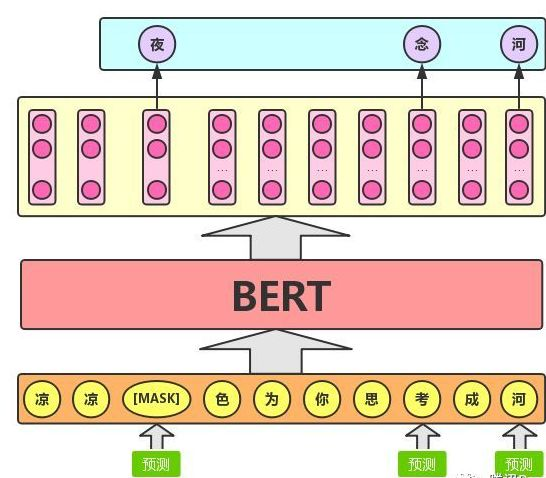 夜 念 河
... ... ... ... ... ... ...
BERT
凉 凉 [MASK] 色 为 你 思 考 成 河
预测 预测 预测